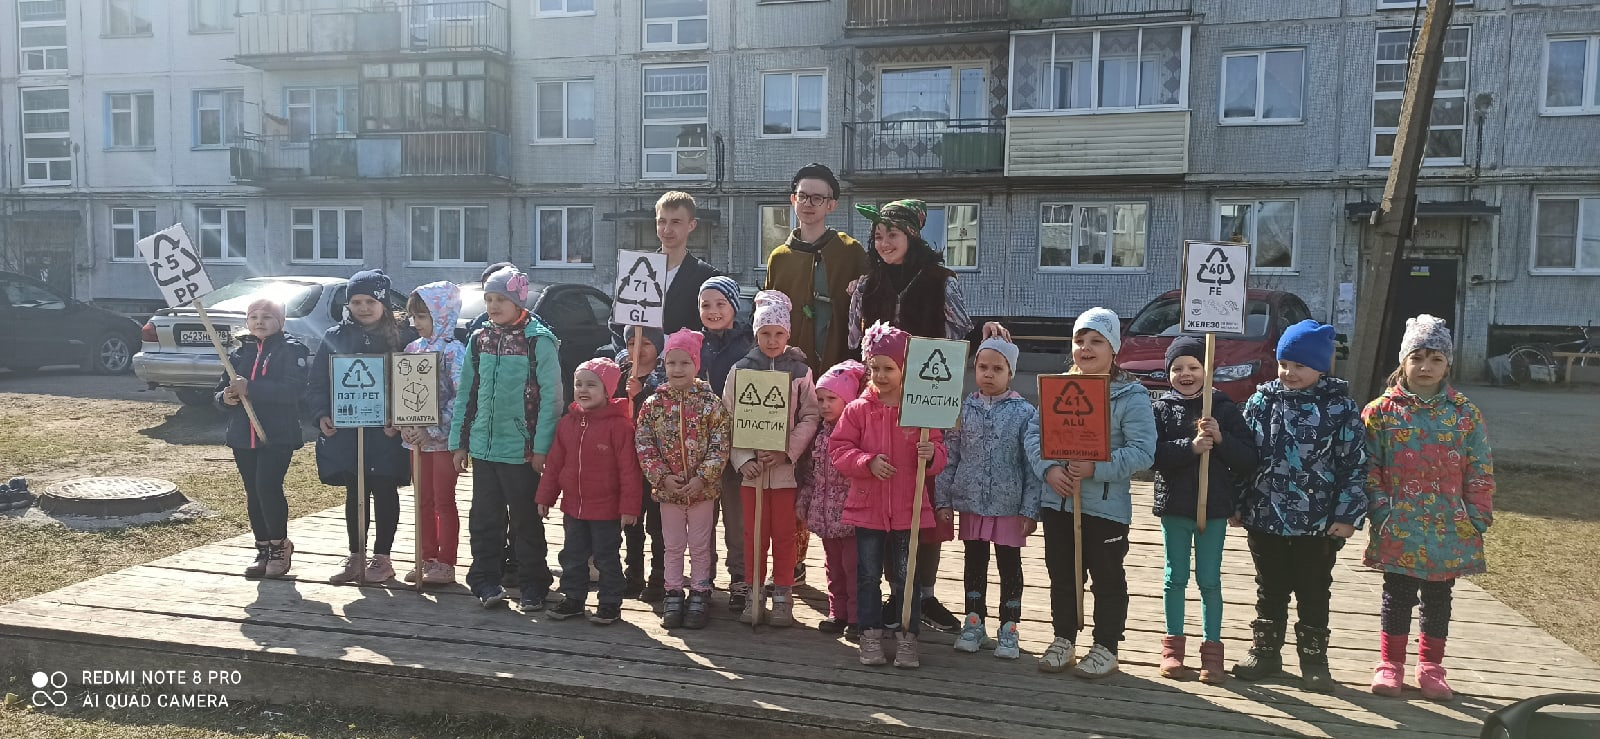 5
PP
1
ПЭТ·PET
МАКУЛАТУРА
71
GL
4 2
ПЛАСТИК
6
PS
ПЛАСТИК
41
ALU
АЛЮМИНИЙ
40
FE
ЖЕЛЕЗО
REDMI NOTE 8 PRO
AI QUAD CAMERA